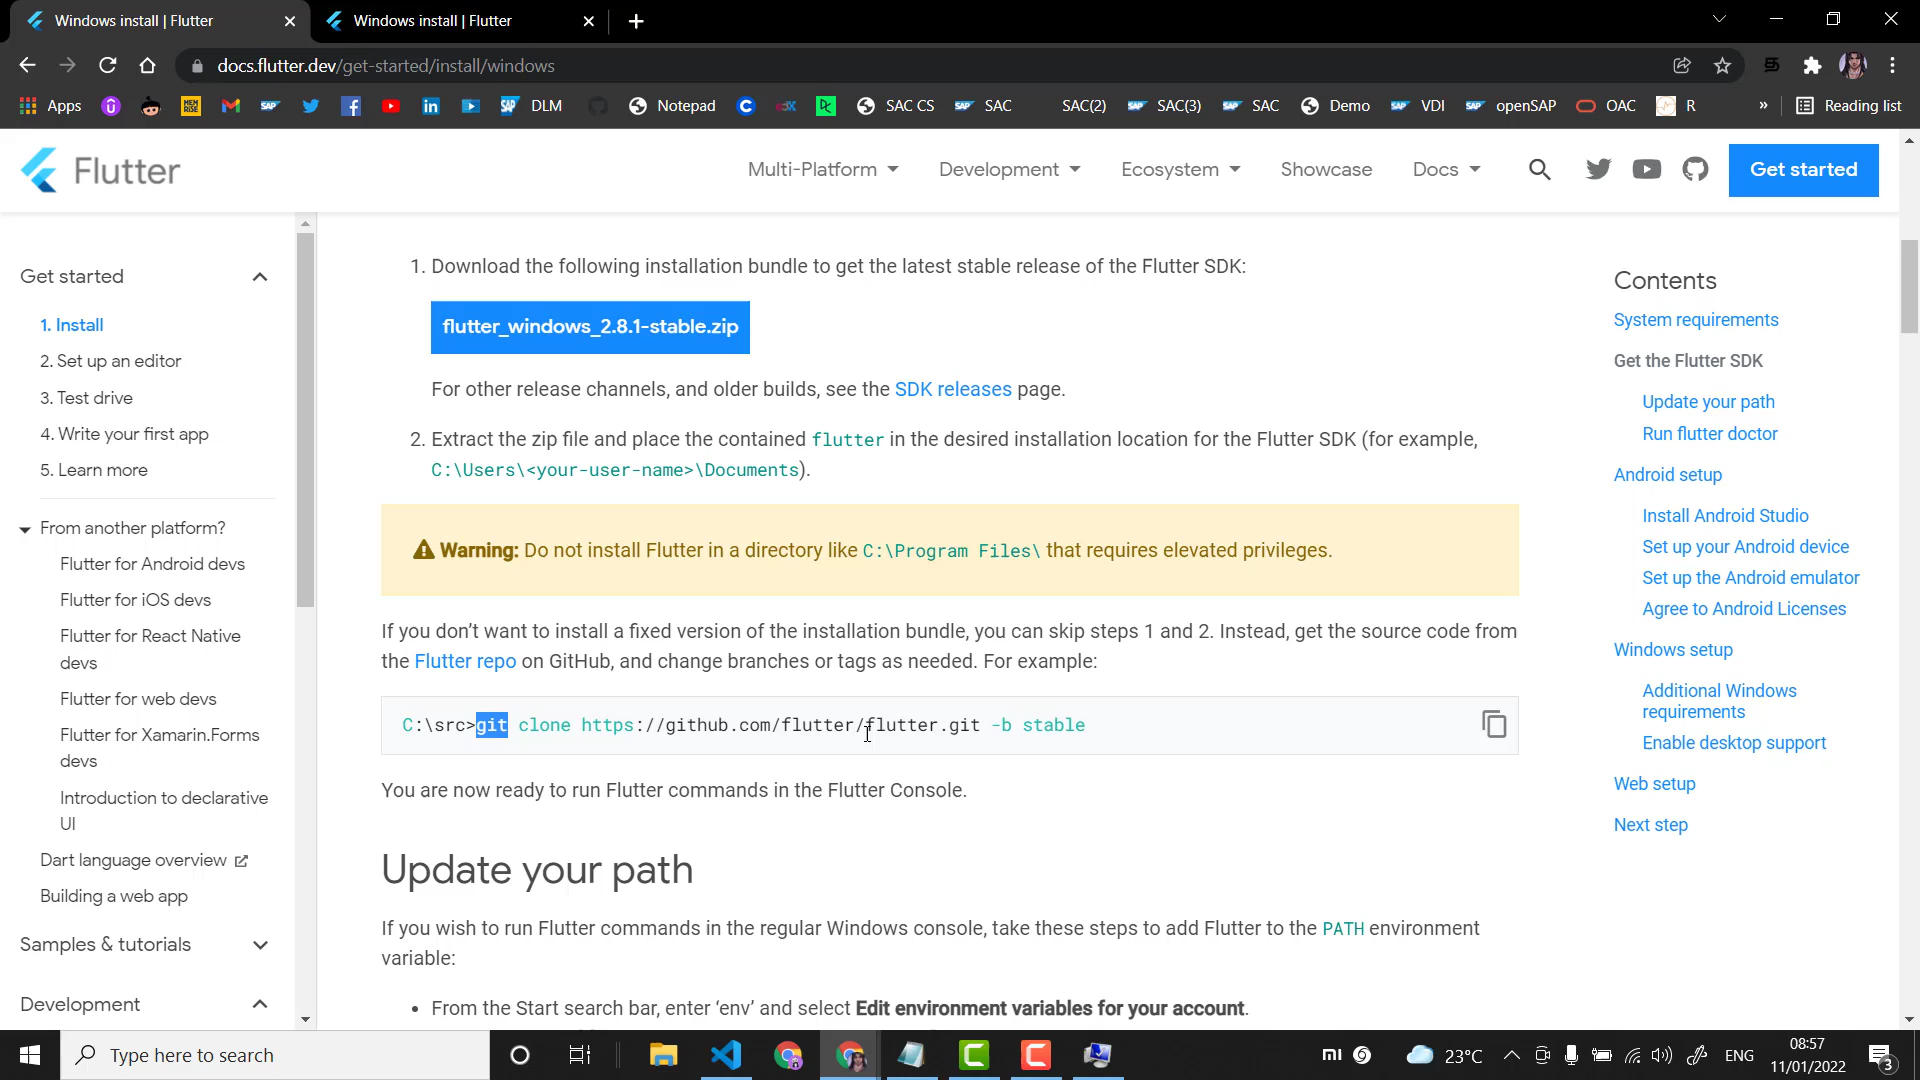 Windows install | Flutter
Windows install | Flutter
docs.flutter.dev/get-started/install/windows
Apps
DLM
Notepad
SAC CS
SAC
SAC(2)
SAC(3)
SAC
Demo
VDI
openSAP
OAC
R
»
Reading list
Flutter
Multi-Platform
Development
Ecosystem
Showcase
Docs
Get started
Get started
1. Install
2. Set up an editor
3. Test drive
4. Write your first app
5. Learn more
From another platform?
Flutter for Android devs
Flutter for iOS devs
Flutter for React Native
devs
Flutter for web devs
Flutter for Xamarin.Forms
devs
Introduction to declarative
UI
Dart language overview
Building a web app
Samples & tutorials
Development
1. Download the following installation bundle to get the latest stable release of the Flutter SDK:
flutter_windows_2.8.1-stable.zip
For other release channels, and older builds, see the SDK releases page.
2. Extract the zip file and place the contained flutter in the desired installation location for the Flutter SDK (for example,
C:\Users\<your-user-name>\Documents).
Warning: Do not install Flutter in a directory like C:\Program Files\ that requires elevated privileges.
If you don’t want to install a fixed version of the installation bundle, you can skip steps 1 and 2. Instead, get the source code from
the Flutter repo on GitHub, and change branches or tags as needed. For example:
C:\src>git clone https://github.com/flutter/flutter.git -b stable
You are now ready to run Flutter commands in the Flutter Console.
Update your path
If you wish to run Flutter commands in the regular Windows console, take these steps to add Flutter to the PATH environment
variable:
• From the Start search bar, enter ‘env’ and select Edit environment variables for your account.
Contents
System requirements
Get the Flutter SDK
Update your path
Run flutter doctor
Android setup
Install Android Studio
Set up your Android device
Set up the Android emulator
Agree to Android Licenses
Windows setup
Additional Windows
requirements
Enable desktop support
Web setup
Next step
Type here to search
23°C
ENG
08:57
11/01/2022
3